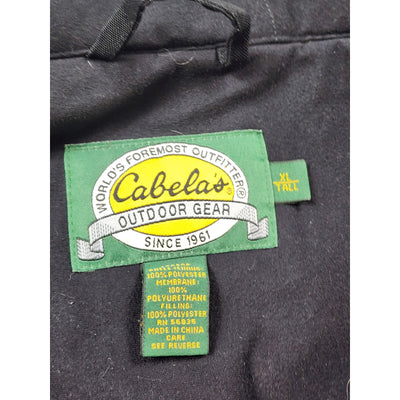 WORLD'S FOREMOST OUTFITTER®
Cabela's®
OUTDOOR GEAR
SINCE 1961
XL
TALL
100% POLYESTER
MEMBRANE:
100%
POLYURETHANE
FILLING:
100% POLYESTER
RN 56835
MADE IN CHINA
CARE
SEE REVERSE